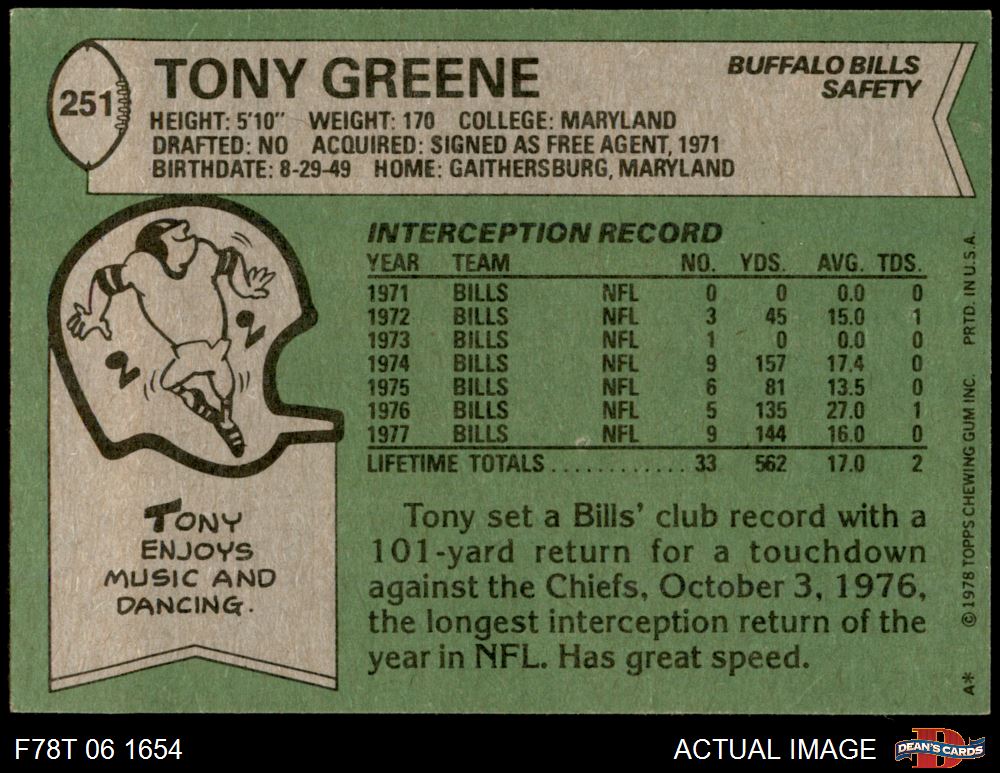 251
TONY GREENE
BUFFALO BILLS
SAFETY
HEIGHT: 5'10" WEIGHT: 170 COLLEGE: MARYLAND
DRAFTED: NO ACQUIRED: SIGNED AS FREE AGENT, 1971
BIRTHDATE: 8-29-49 HOME: GAITHERSBURG, MARYLAND
INTERCEPTION RECORD
YEAR TEAM NO. YDS. AVG. TDS.
1971 BILLS NFL 0 0 0.0 0
1972 BILLS NFL 3 45 15.0 1
1973 BILLS NFL 1 0 0.0 0
1974 BILLS NFL 9 157 17.4 0
1975 BILLS NFL 6 81 13.5 0
1976 BILLS NFL 5 135 27.0 1
1977 BILLS NFL 9 144 16.0 0
LIFETIME TOTALS............ 33 562 17.0 2
TONY
ENJOYS
MUSIC AND
DANCING.
Tony set a Bills' club record with a
101-yard return for a touchdown
against the Chiefs, October 3, 1976,
the longest interception return of the
year in NFL. Has great speed.
A* ©1978 TOPPS CHEWING GUM INC. PRTD. IN U.S.A.
F78T 06 1654
ACTUAL IMAGE
D
DEAN'S CARDS